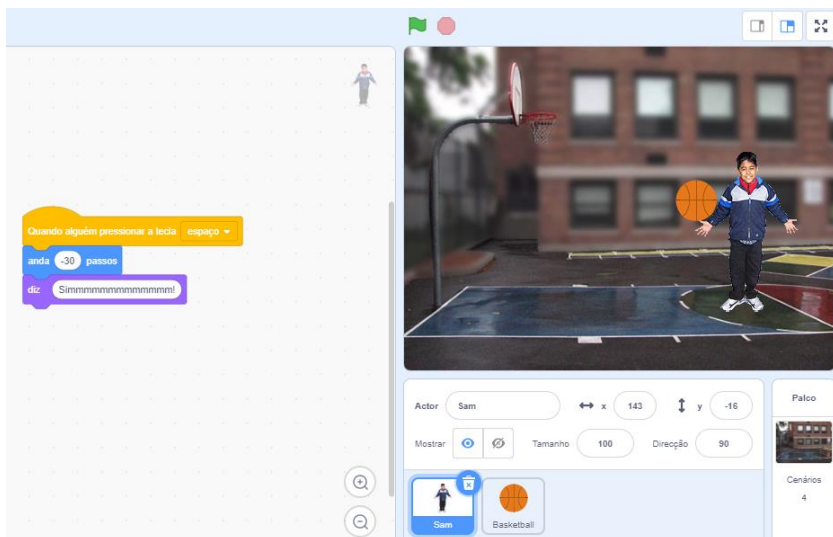 Quando alguém pressionar a tecla espaço
anda -30 passos
diz Simmmmmmmmmmmmm!
Actor Sam x 143 y -16
Mostrar Tamanho 100 Direcção 90
Sam
Basketball
Palco
Cenários
4